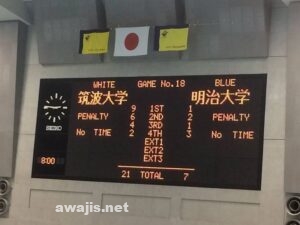 WHITE GAME No.18 BLUE
筑波大学 明治大学
9 1ST 1
PENALTY 6 2ND 2 PENALTY
4 3RD 1
No TIME 2 4TH 3 No TIME
EXT1
EXT2
EXT3
21 TOTAL 7
SEIKO
8:00
awajis.net